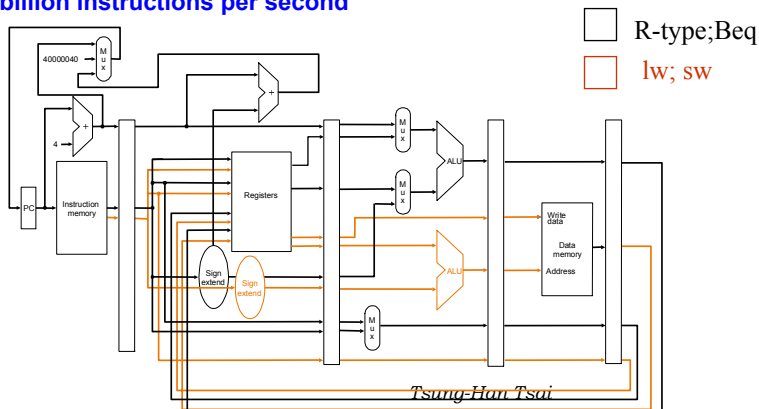 billion instructions per second
R-type;Beq
lw; sw
M
u
x
40000040
+
+
4
M
u
x
ALU
PC
Instruction
memory
Registers
M
u
x
Write
data
Data
memory
Address
Sign
extend
Sign
extend
ALU
M
u
x
Tsung-Han Tsai